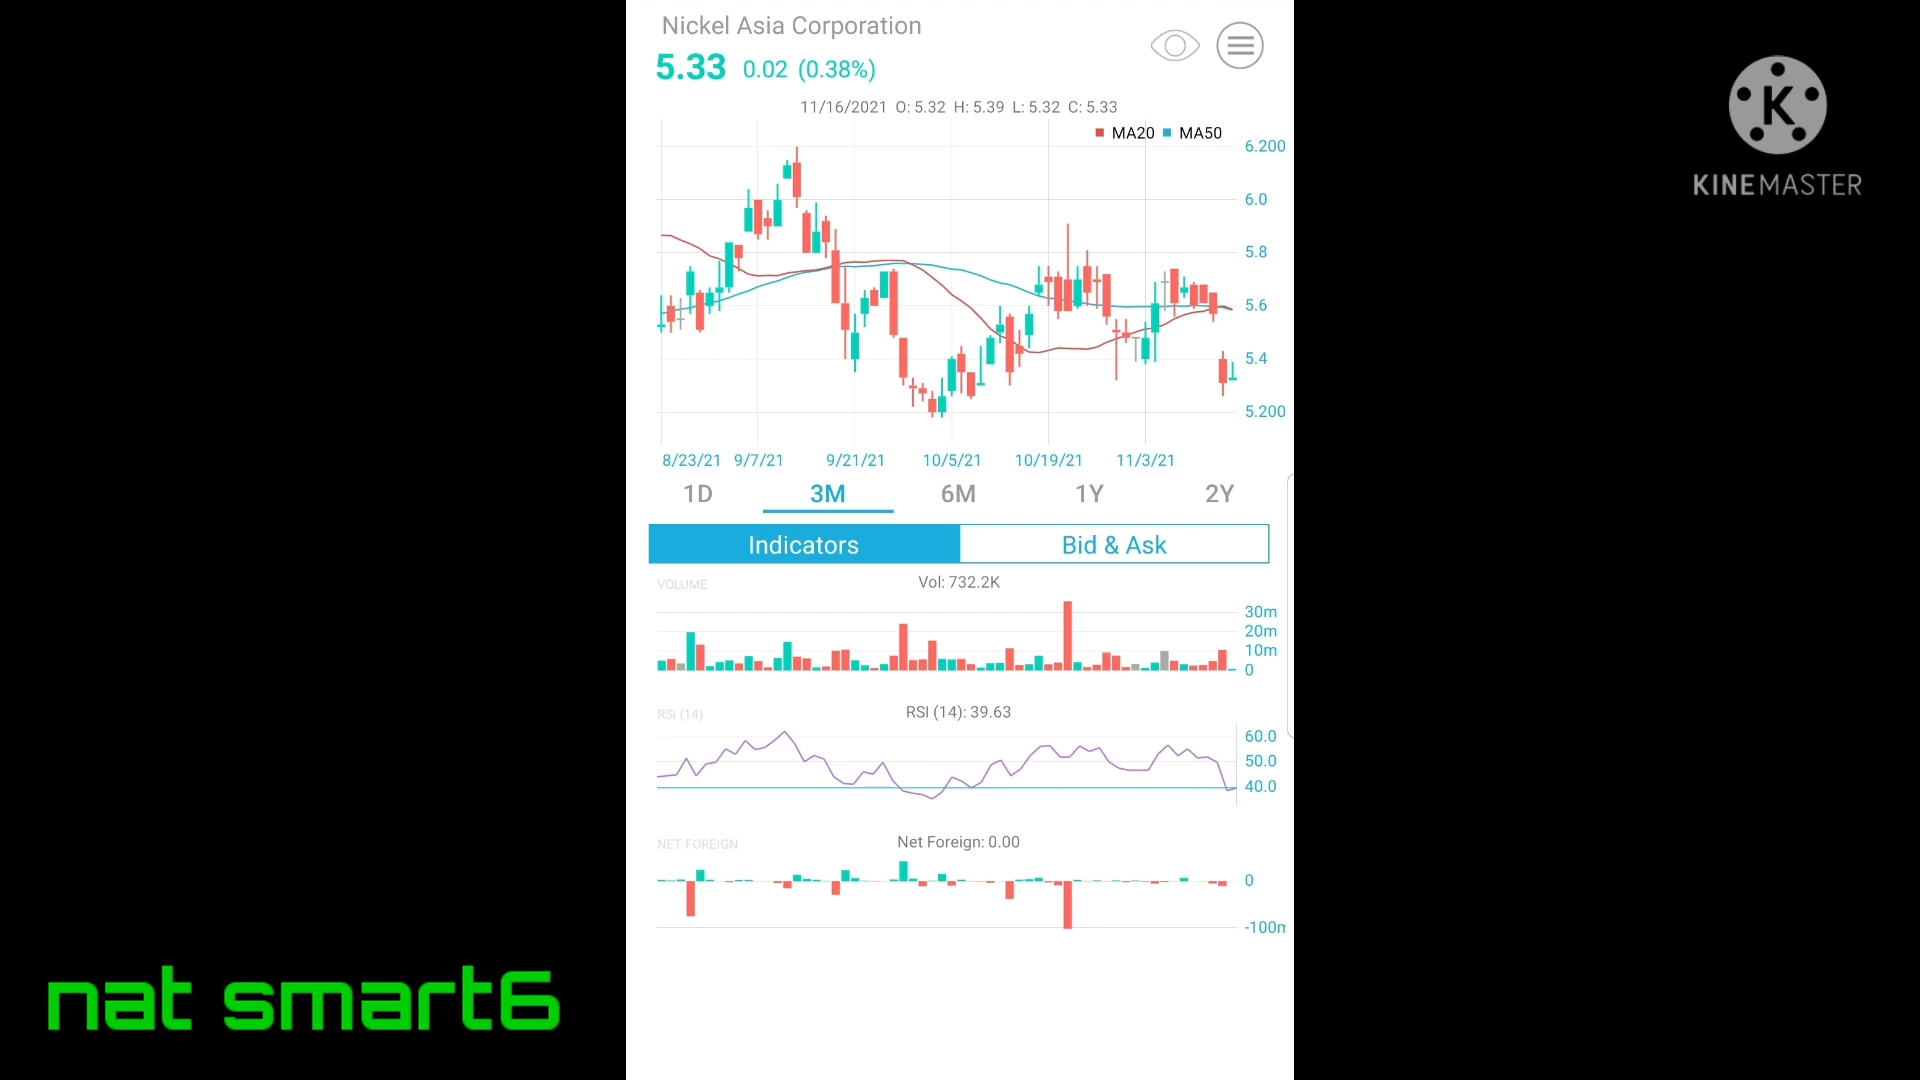 Nickel Asia Corporation
5.33 0.02 (0.38%)
11/16/2021 O: 5.32 H: 5.39 L: 5.32 C: 5.33
MA20 MA50
6.200
6.0
5.8
5.6
5.4
5.200
8/23/21 9/7/21 9/21/21 10/5/21 10/19/21 11/3/21
1D 3M 6M 1Y 2Y
Indicators Bid & Ask
VOLUME Vol: 732.2K
30m
20m
10m
0
RSI (14) RSI (14): 39.63
60.0
50.0
40.0
NET FOREIGN Net Foreign: 0.00
0
-100m
K
KINEMASTER
nat smart6